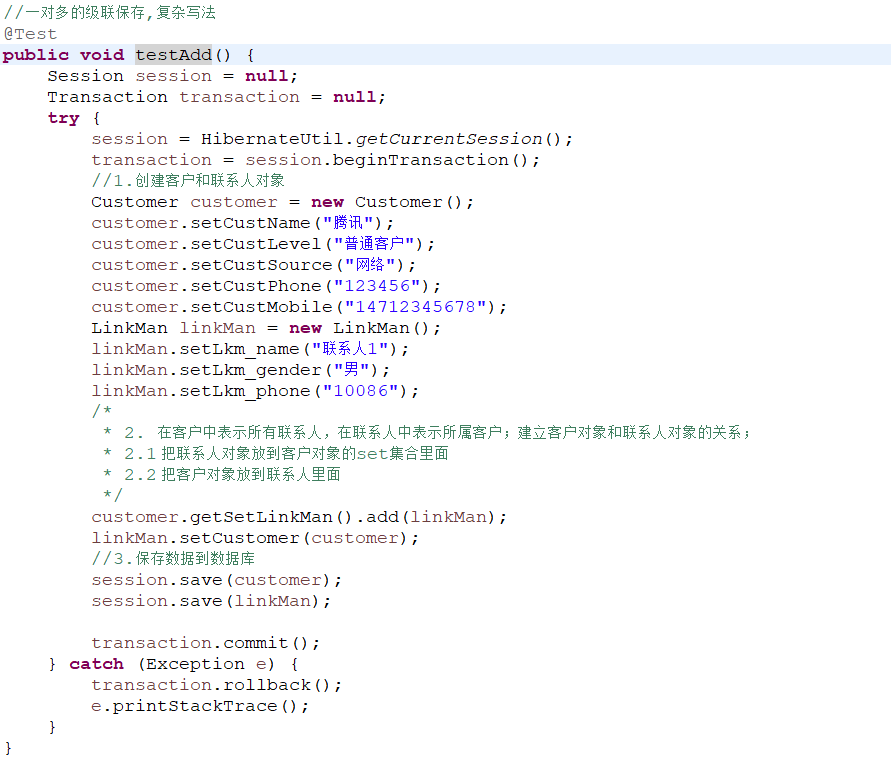 //一对多的级联保存,复杂写法
@Test
public void testAdd() {
    Session session = null;
    Transaction transaction = null;
    try {
        session = HibernateUtil.getCurrentSession();
        transaction = session.beginTransaction();
        //1.创建客户和联系人对象
        Customer customer = new Customer();
        customer.setCustName("腾讯");
        customer.setCustLevel("普通客户");
        customer.setCustSource("网络");
        customer.setCustPhone("123456");
        customer.setCustMobile("14712345678");
        LinkMan linkMan = new LinkMan();
        linkMan.setLkm_name("联系人1");
        linkMan.setLkm_gender("男");
        linkMan.setLkm_phone("10086");
        /*
         * 2. 在客户中表示所有联系人，在联系人中表示所属客户；建立客户对象和联系人对象的关系；
         * 2.1把联系人对象放到客户对象的set集合里面
         * 2.2把客户对象放到联系人里面
         */
        customer.getSetLinkMan().add(linkMan);
        linkMan.setCustomer(customer);
        //3.保存数据到数据库
        session.save(customer);
        session.save(linkMan);

        transaction.commit();
    } catch (Exception e) {
        transaction.rollback();
        e.printStackTrace();
    }
}